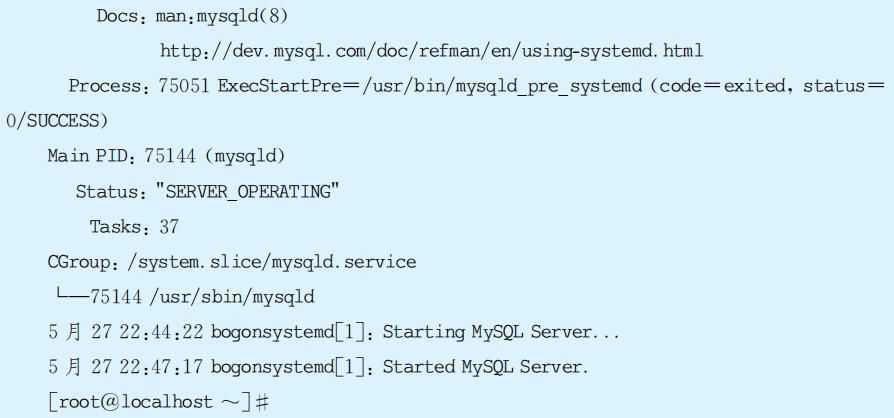 Docs: man:mysqld(8)
http://dev.mysql.com/doc/refman/en/using-systemd.html
Process: 75051 ExecStartPre=/usr/bin/mysqld_pre_systemd (code=exited, status=
0/SUCCESS)
Main PID: 75144 (mysqld)
Status: "SERVER_OPERATING"
Tasks: 37
CGroup: /system.slice/mysqld.service
└─75144 /usr/sbin/mysqld
5 月 27 22:44:22 bogonsystemd[1]: Starting MySQL Server...
5 月 27 22:47:17 bogonsystemd[1]: Started MySQL Server.
[root@localhost ~]#